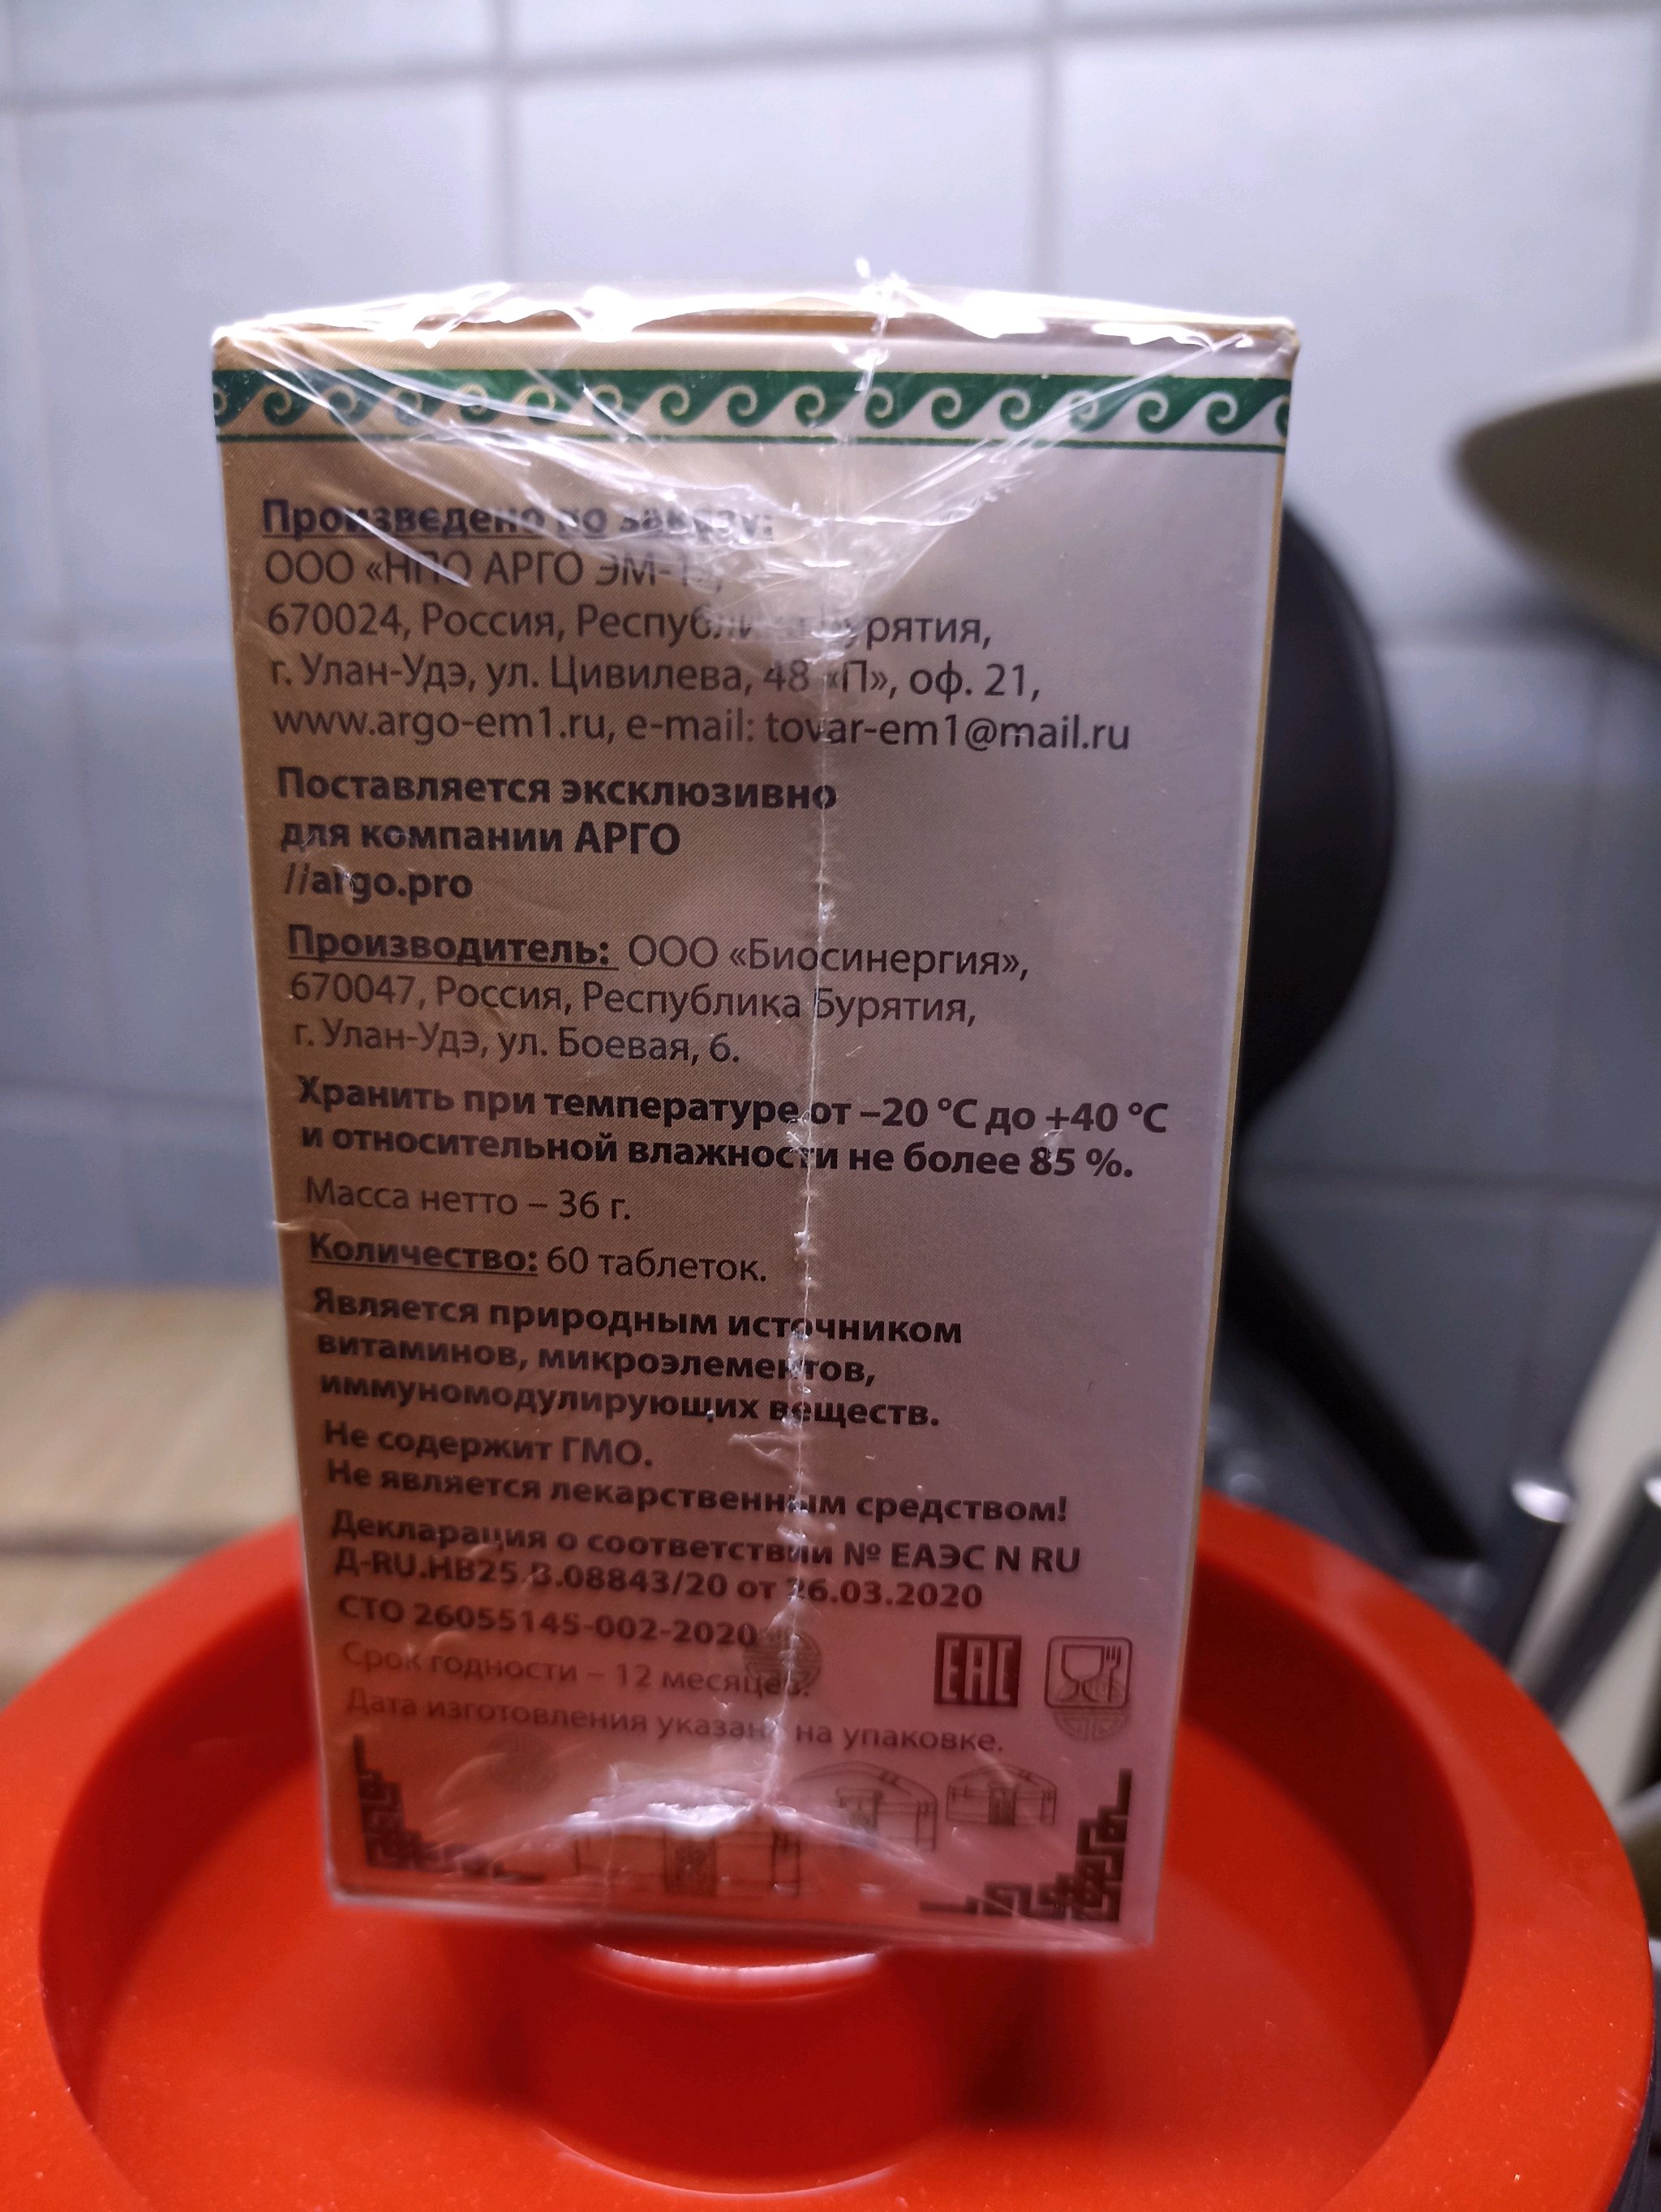 Произведено по заказу:
ООО «НПО АРГО ЭМ-1»,
670024, Россия, Республика Бурятия,
г. Улан-Удэ, ул. Цивилева, 48 «П», оф. 21,
www.argo-em1.ru, e-mail: tovar-em1@mail.ru
Поставляется эксклюзивно
для компании АРГО
//argo.pro
Производитель: ООО «Биосинергия»,
670047, Россия, Республика Бурятия,
г. Улан-Удэ, ул. Боевая, 6.
Хранить при температуре от –20 °C до +40 °C
и относительной влажности не более 85 %.
Масса нетто – 36 г.
Количество: 60 таблеток.
Является природным источником
витаминов, микроэлементов,
иммуномодулирующих веществ.
Не содержит ГМО.
Не является лекарственным средством!
Декларация о соответствии № ЕАЭС N RU
Д-RU.НВ25.В.08843/20 от 26.03.2020
СТО 26055145-002-2020
Срок годности – 12 месяцев.
Дата изготовления указана на упаковке.
EAC